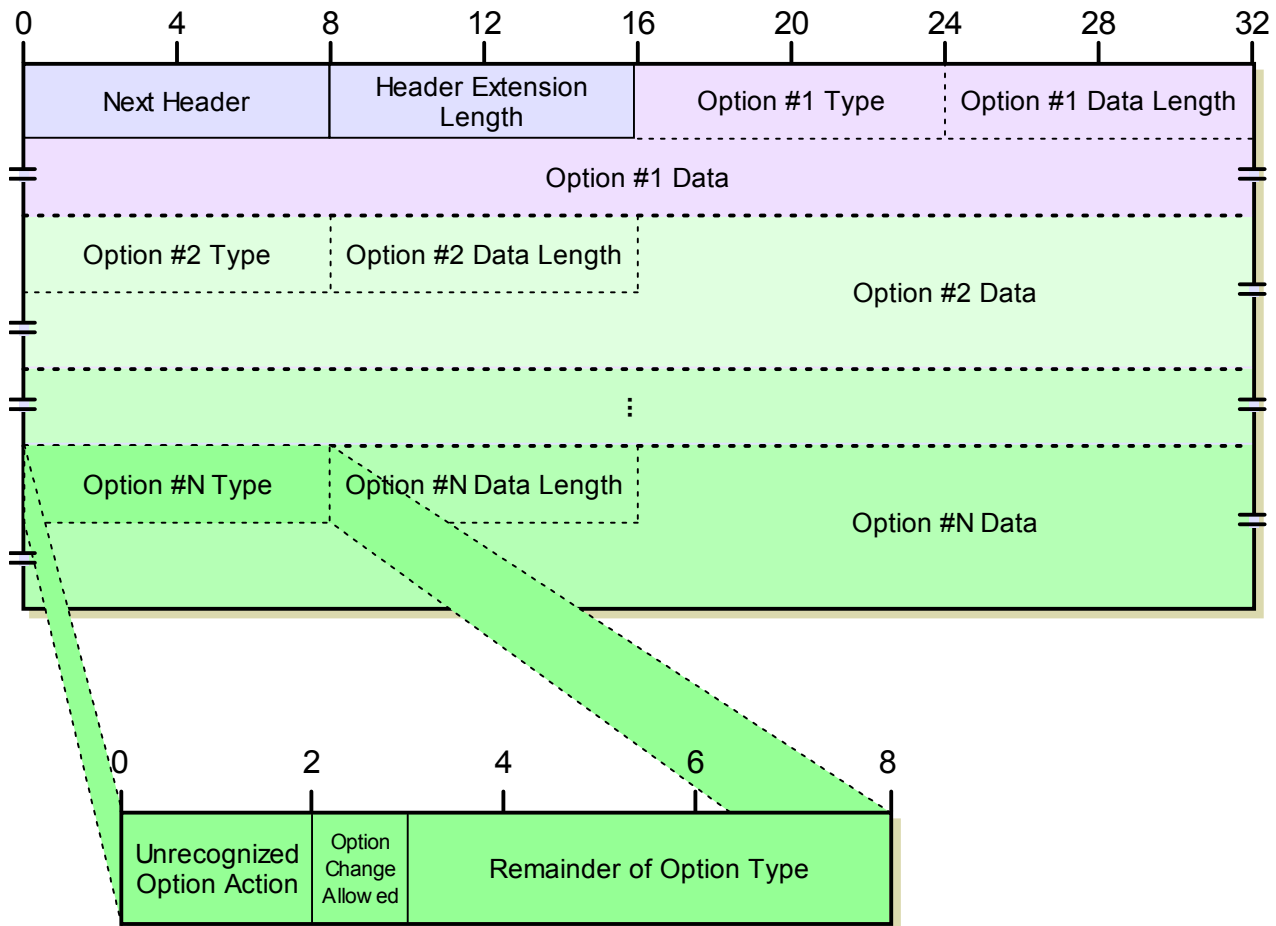 0 4 8 12 16 20 24 28 32
Next Header
Header Extension
Length
Option #1 Type
Option #1 Data Length
Option #1 Data
Option #2 Type
Option #2 Data Length
Option #2 Data
...
Option #N Type
Option #N Data Length
Option #N Data
0 2 4 6 8
Unrecognized
Option Action
Option
Change
Allowed
Remainder of Option Type